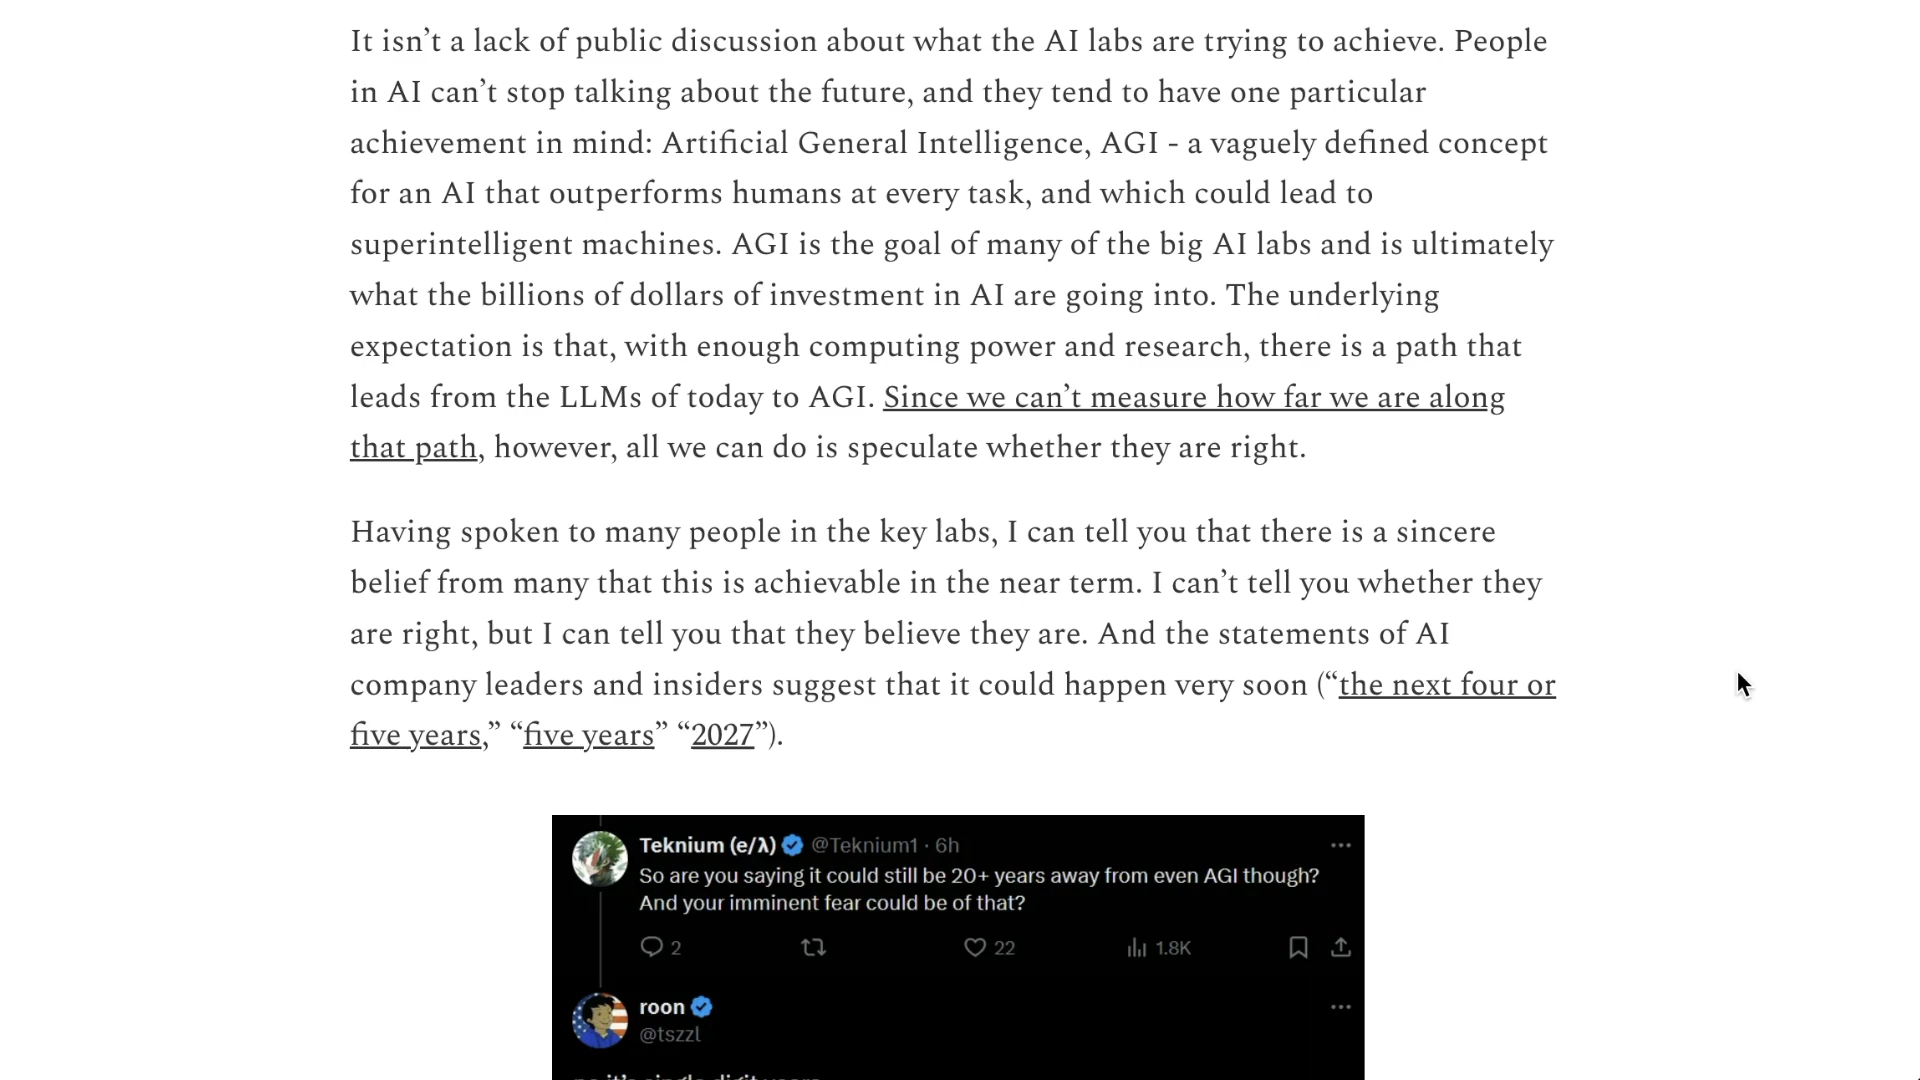 It isn’t a lack of public discussion about what the AI labs are trying to achieve. People
in AI can’t stop talking about the future, and they tend to have one particular
achievement in mind: Artificial General Intelligence, AGI - a vaguely defined concept
for an AI that outperforms humans at every task, and which could lead to
superintelligent machines. AGI is the goal of many of the big AI labs and is ultimately
what the billions of dollars of investment in AI are going into. The underlying
expectation is that, with enough computing power and research, there is a path that
leads from the LLMs of today to AGI. Since we can’t measure how far we are along
that path, however, all we can do is speculate whether they are right.
Having spoken to many people in the key labs, I can tell you that there is a sincere
belief from many that this is achievable in the near term. I can’t tell you whether they
are right, but I can tell you that they believe they are. And the statements of AI
company leaders and insiders suggest that it could happen very soon (“the next four or
five years,” “five years” “2027”).
Teknium (e/λ) @Teknium1 · 6h
So are you saying it could still be 20+ years away from even AGI though?
And your imminent fear could be of that?
2 22 1.8K
roon
@tszzl